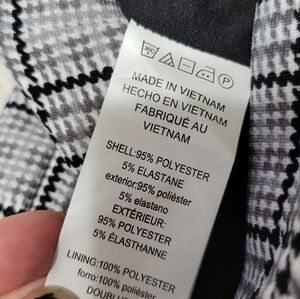 MADE IN VIETNAM
HECHO EN VIETNAM
FABRIQUÉ AU
VIETNAM
SHELL:95% POLYESTER
5% ELASTANE
exterior:95% poliéster
5% elastano
EXTÉRIEUR:
95% POLYESTER
5% ÉLASTHANNE
LINING:100% POLYESTER
forro:100% poliéster